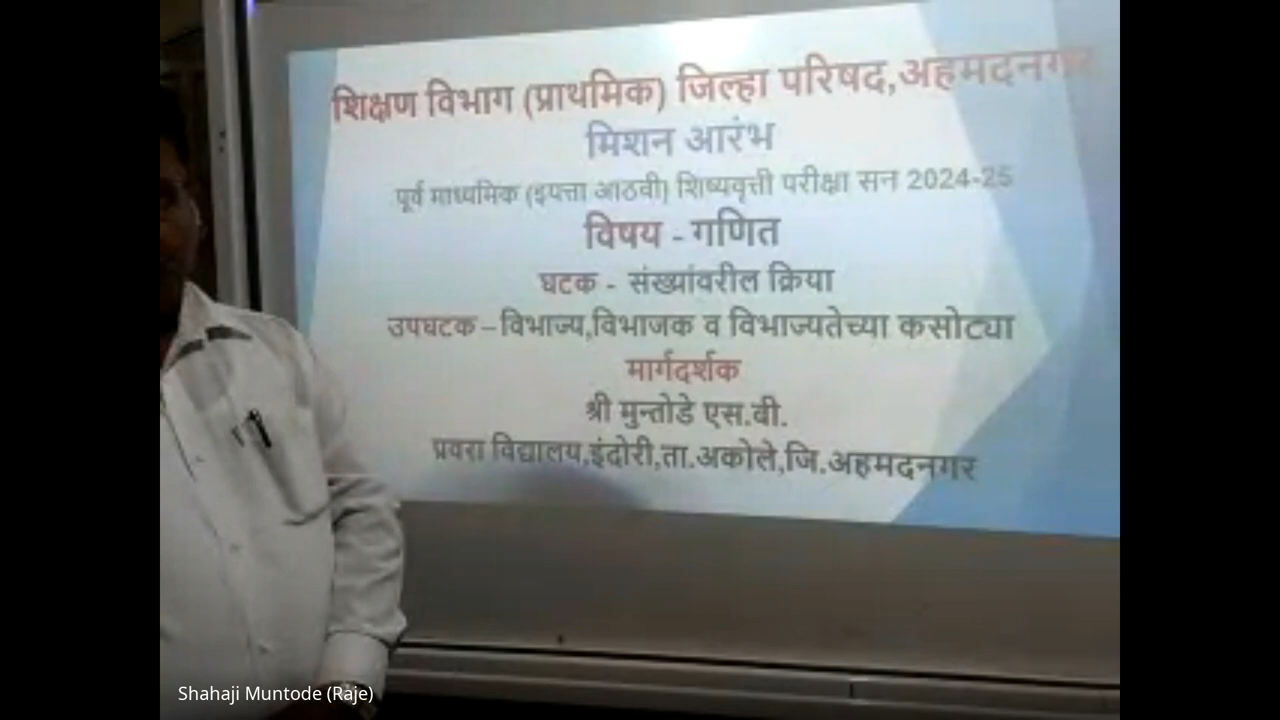 शिक्षण विभाग (प्राथमिक) जिल्हा परिषद,अहमदनगर
मिशन आरंभ
पूर्व माध्यमिक (इयत्ता आठवी) शिष्यवृत्ती परीक्षा सन 2024-25
विषय - गणित
घटक - संख्यांवरील क्रिया
उपघटक – विभाज्य,विभाजक व विभाज्यतेच्या कसोट्या
मार्गदर्शक
श्री मुन्तोडे एस.बी.
प्रवरा विद्यालय,इंदोरी,ता.अकोले,जि.अहमदनगर
Shahaji Muntode (Raje)